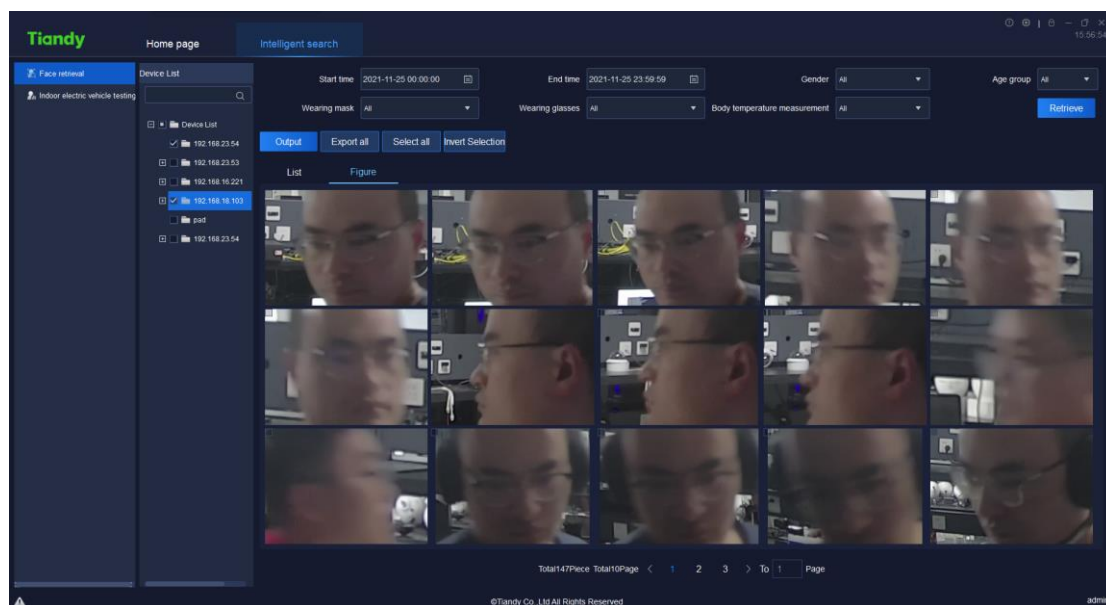 Tiandy
Home page
Intelligent search
15:56:54
Face retrieval
Indoor electric vehicle testing
Device List
Device List
192.168.23.54
192.168.23.53
192.168.16.221
192.168.18.103
pad
192.168.23.54
Start time 2021-11-25 00:00:00 End time 2021-11-25 23:59:59 Gender All Age group All
Wearing mask All Wearing glasses All Body temperature measurement All Retrieve
Output Export all Select all Invert Selection
List Figure
Total147Piece Total10Page < 1 2 3 > To 1 Page
©Tiandy Co .Ltd All Rights Reserved
admin